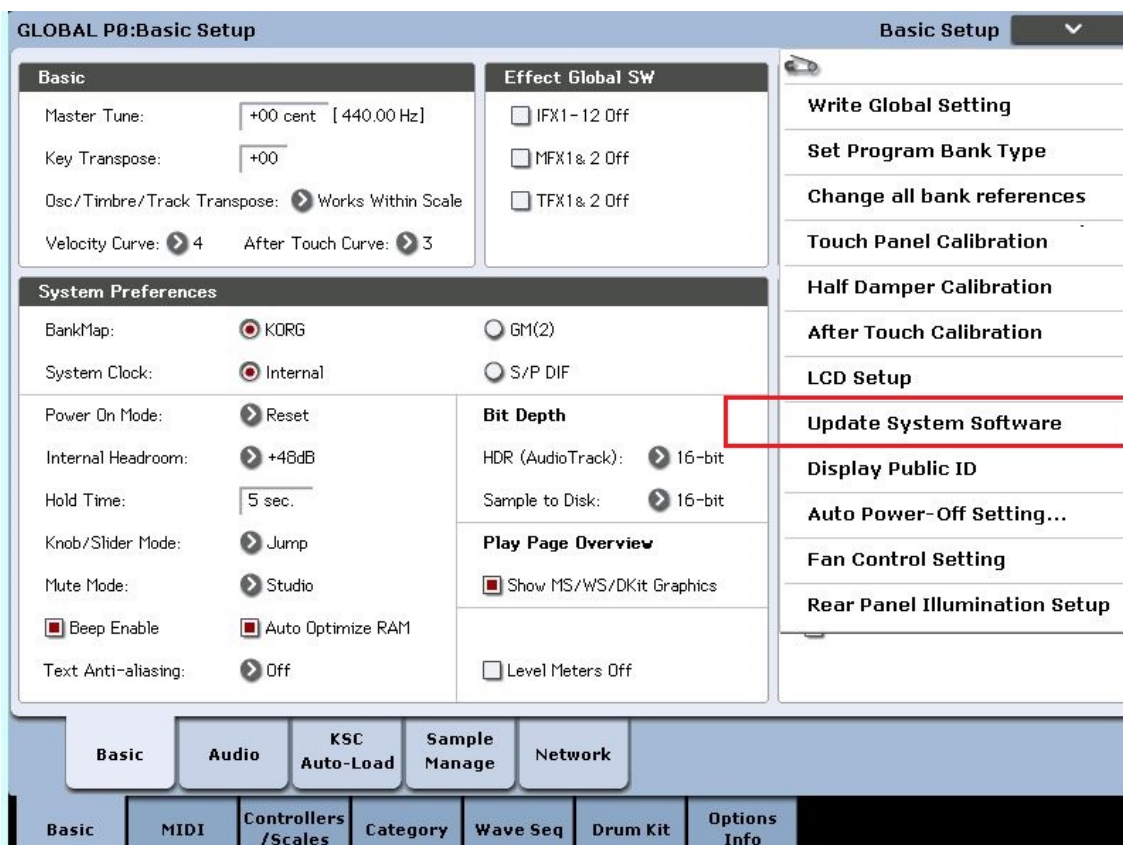 GLOBAL P0:Basic Setup
Basic Setup
Basic
Master Tune: +00 cent [ 440.00 Hz]
Key Transpose: +00
Osc/Timbre/Track Transpose: Works Within Scale
Velocity Curve: 4 After Touch Curve: 3
Effect Global SW
IFX1-12 Off
MFX1& 2 Off
TFX1& 2 Off
System Preferences
BankMap: KORG GM(2)
System Clock: Internal S/P DIF
Power On Mode: Reset
Internal Headroom: +48dB
Hold Time: 5 sec.
Knob/Slider Mode: Jump
Mute Mode: Studio
Beep Enable Auto Optimize RAM
Text Anti-aliasing: Off
Bit Depth
HDR (AudioTrack): 16-bit
Sample to Disk: 16-bit
Play Page Overview
Show MS/WS/DKit Graphics
Level Meters Off
Write Global Setting
Set Program Bank Type
Change all bank references
Touch Panel Calibration
Half Damper Calibration
After Touch Calibration
LCD Setup
Update System Software
Display Public ID
Auto Power-Off Setting...
Fan Control Setting
Rear Panel Illumination Setup
Basic
Audio
KSC
Auto-Load
Sample
Manage
Network
Basic
MIDI
Controllers
/Scales
Category
Wave Seq
Drum Kit
Options
Info